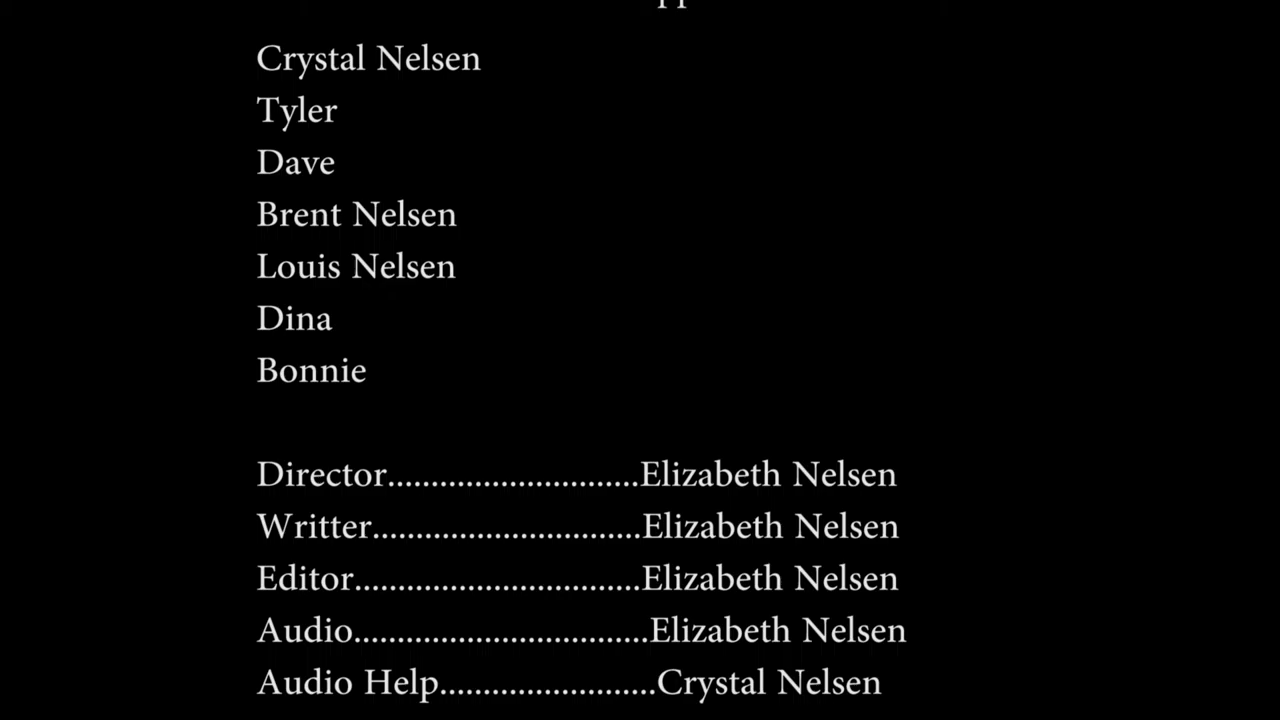 Crystal Nelsen
Tyler
Dave
Brent Nelsen
Louis Nelsen
Dina
Bonnie
Director.............................Elizabeth Nelsen
Writter...............................Elizabeth Nelsen
Editor.................................Elizabeth Nelsen
Audio..................................Elizabeth Nelsen
Audio Help.........................Crystal Nelsen